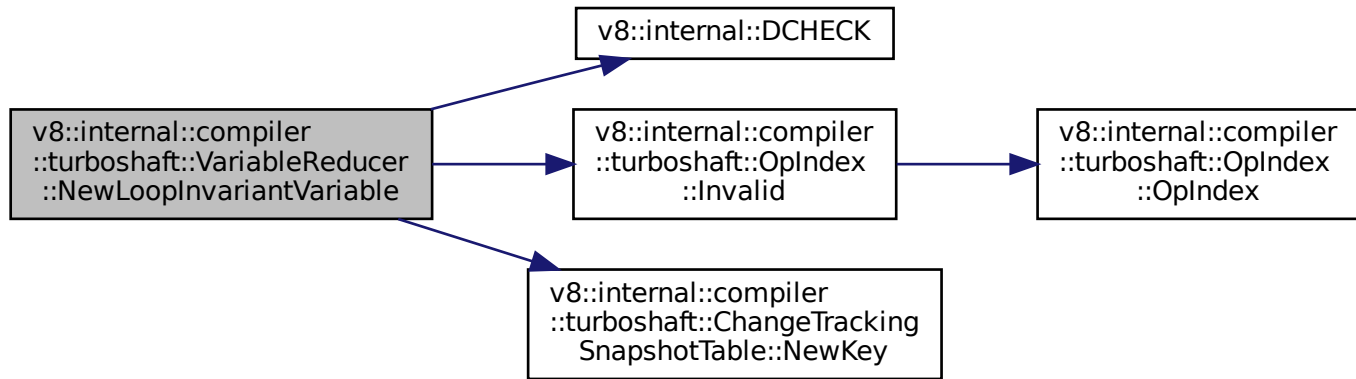 v8::internal::DCHECK
v8::internal::compiler
::turboshaft::VariableReducer
::NewLoopInvariantVariable
v8::internal::compiler
::turboshaft::OpIndex
::Invalid
v8::internal::compiler
::turboshaft::OpIndex
::OpIndex
v8::internal::compiler
::turboshaft::ChangeTracking
SnapshotTable::NewKey